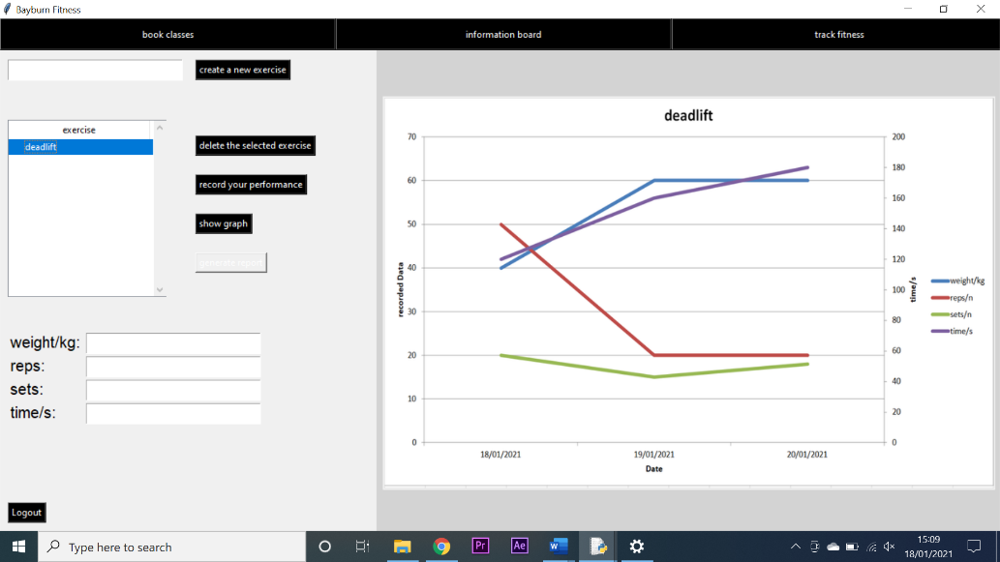 Bayburn Fitness
book classes
information board
track fitness
create a new exercise
exercise
deadlift
delete the selected exercise
record your performance
show graph
generate report
weight/kg:
reps:
sets:
time/s:
Logout
deadlift
70
60
50
40
30
20
10
0
recorded Data
200
180
160
140
120
100
80
60
40
20
0
time/s
18/01/2021
19/01/2021
20/01/2021
Date
weight/kg
reps/n
sets/n
time/s
Type here to search
Pr
Ae
W
15:09
18/01/2021